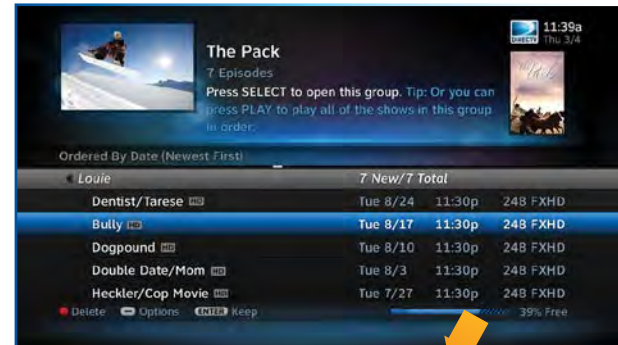 11:39a
DIRECTV Thu 3/4
The Pack
7 Episodes
Press SELECT to open this group. Tip: Or you can
press PLAY to play all of the shows in this group
in order.
Ordered By Date (Newest First)
Louie 7 New/7 Total
Dentist/Tarese HD Tue 8/24 11:30p 248 FXHD
Bully HD Tue 8/17 11:30p 248 FXHD
Dogpound HD Tue 8/10 11:30p 248 FXHD
Double Date/Mom HD Tue 8/3 11:30p 248 FXHD
Heckler/Cop Movie HD Tue 7/27 11:30p 248 FXHD
Delete Options ENTER Keep 39% Free